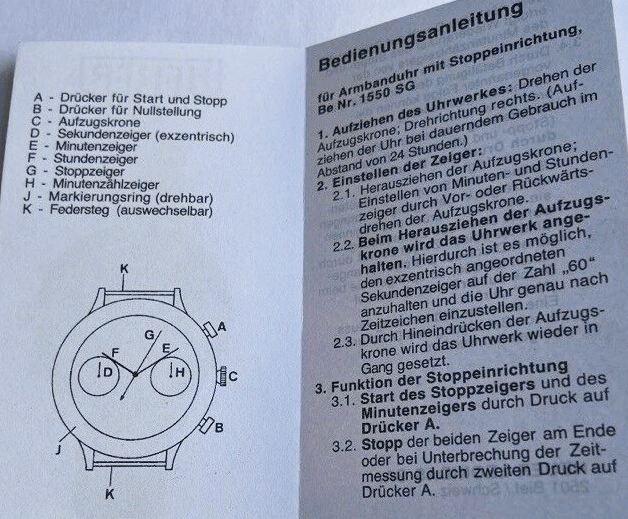 A - Drücker für Start und Stopp
B - Drücker für Nullstellung
C - Aufzugskrone
D - Sekundenzeiger (exzentrisch)
E - Minutenzeiger
F - Stundenzeiger
G - Stoppzeiger
H - Minutenzählzeiger
J - Markierungsring (drehbar)
K - Federsteg (auswechselbar)
K
G
A
F
E
D
H
C
B
J
K
Bedienungsanleitung
für Armbanduhr mit Stoppeinrichtung,
Be Nr. 1550 SG
1. Aufziehen des Uhrwerkes: Drehen der
Aufzugskrone; Drehrichtung rechts. (Auf-
ziehen der Uhr bei dauerndem Gebrauch im
Abstand von 24 Stunden.)
2. Einstellen der Zeiger:
2.1. Herausziehen der Aufzugskrone;
Einstellen von Minuten- und Stunden-
zeiger durch Vor- oder Rückwärts-
drehen der Aufzugskrone.
2.2. Beim Herausziehen der Aufzugs-
krone wird das Uhrwerk ange-
halten. Hierdurch ist es möglich,
den exzentrisch angeordneten
Sekundenzeiger auf der Zahl „60“
anzuhalten und die Uhr genau nach
Zeitzeichen einzustellen.
2.3. Durch Hineindrücken der Aufzugs-
krone wird das Uhrwerk wieder in
Gang gesetzt.
3. Funktion der Stoppeinrichtung
3.1. Start des Stoppzeigers und des
Minutenzeigers durch Druck auf
Drücker A.
3.2. Stopp der beiden Zeiger am Ende
oder bei Unterbrechung der Zeit-
messung durch zweiten Druck auf
Drücker A.